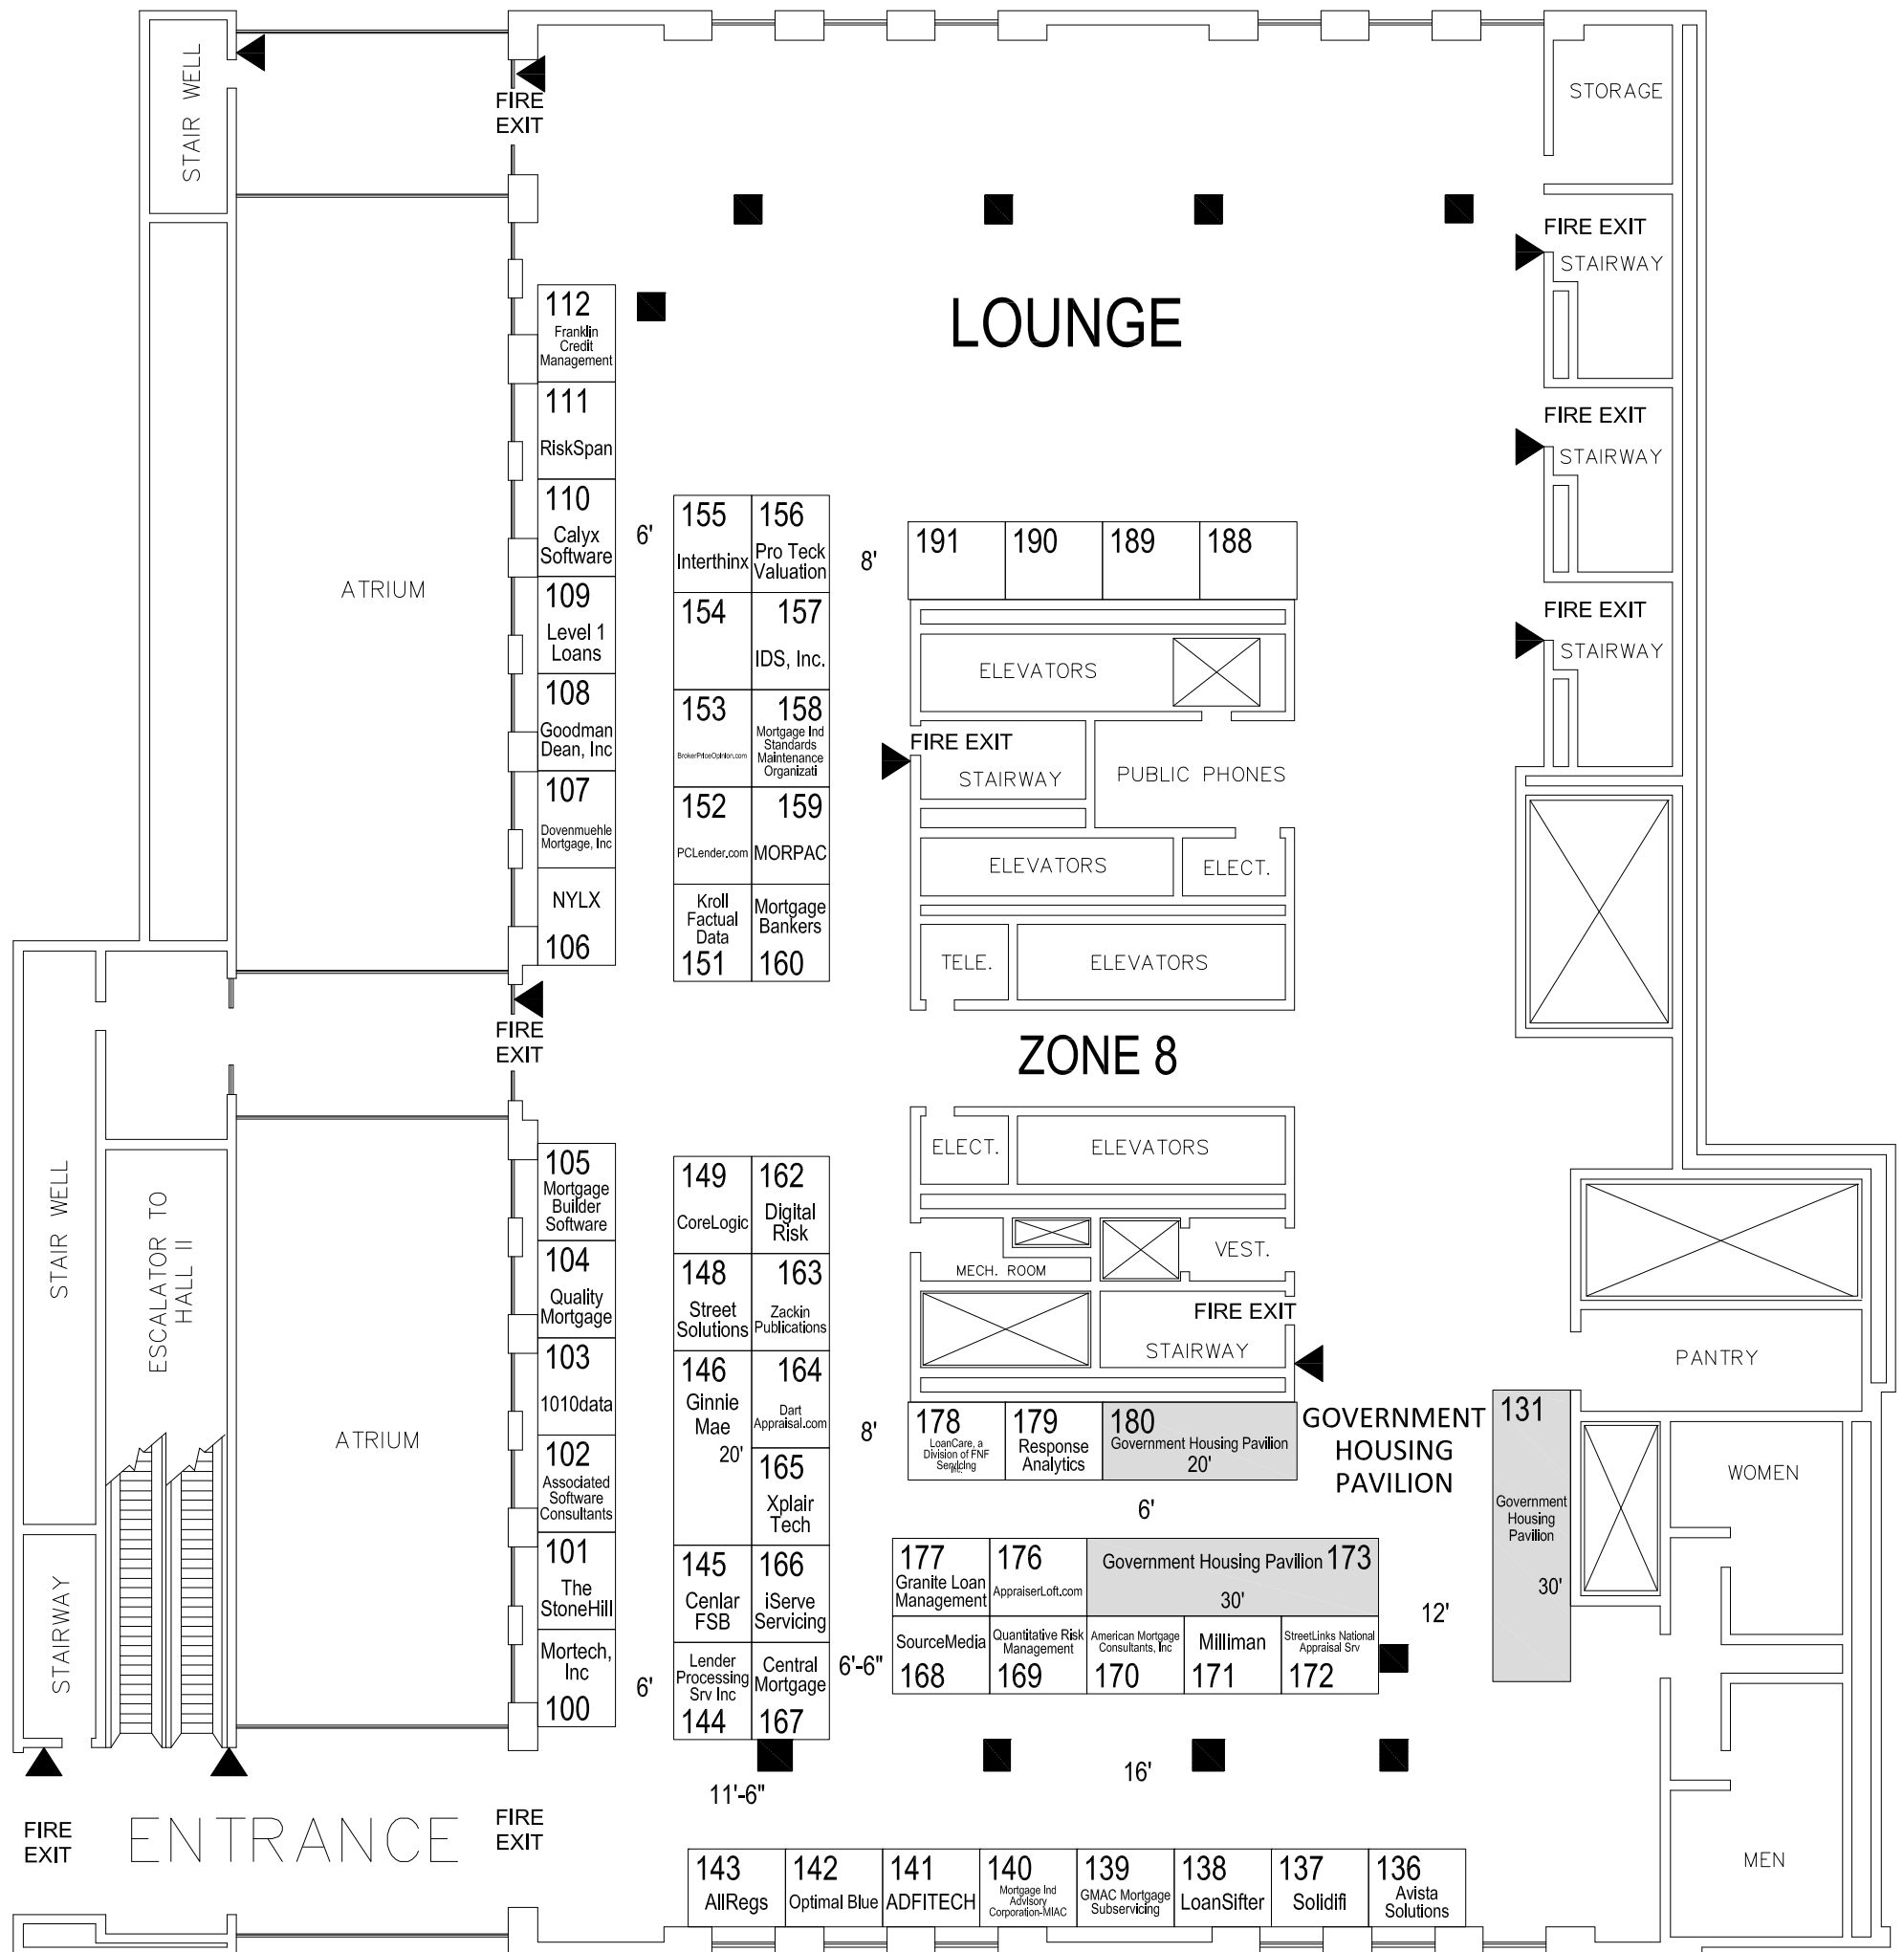 STAIR WELL
FIRE
EXIT
STORAGE
FIRE EXIT
STAIRWAY
LOUNGE
112
Franklin
Credit
Management
111
RiskSpan
FIRE EXIT
STAIRWAY
110
Calyx
Software
6'
155
Interthinx
156
Pro Teck
Valuation
8'
191
190
189
188
ATRIUM
109
Level 1
Loans
154
157
IDS, Inc.
FIRE EXIT
STAIRWAY
ELEVATORS
108
Goodman
Dean, Inc
153
BrokerPriceOpinion.com
158
Mortgage Ind
Standards
Maintenance
Organizati
FIRE EXIT
STAIRWAY
PUBLIC PHONES
107
Dovenmuehle
Mortgage, Inc
152
PCLender.com
159
MORPAC
ELEVATORS
ELECT.
NYLX
106
Kroll
Factual
Data
151
Mortgage
Bankers
160
TELE.
ELEVATORS
FIRE
EXIT
ZONE 8
STAIR WELL
ESCALATOR TO
HALL II
105
Mortgage
Builder
Software
149
CoreLogic
162
Digital
Risk
ELECT.
ELEVATORS
104
Quality
Mortgage
148
Street
Solutions
163
Zackin
Publications
MECH. ROOM
VEST.
FIRE EXIT
STAIRWAY
PANTRY
ATRIUM
103
1010data
146
Ginnie
Mae
20'
164
Dart
Appraisal.com
8'
178
LoanCare, a
Division of FNF
Servicing
Inc.
179
Response
Analytics
180
Government Housing Pavilion
20'
GOVERNMENT
HOUSING
PAVILION
131
Government
Housing
Pavilion
30'
WOMEN
102
Associated
Software
Consultants
165
Xplair
Tech
6'
STAIRWAY
101
The
StoneHill
145
Cenlar
FSB
166
iServe
Servicing
177
Granite Loan
Management
176
AppraiserLoft.com
Government Housing Pavilion 173
30'
12'
Mortech,
Inc
100
6'
Lender
Processing
Srv Inc
144
Central
Mortgage
167
6'-6"
SourceMedia
168
Quantitative Risk
Management
169
American Mortgage
Consultants, Inc
170
Milliman
171
StreetLinks National
Appraisal Srv
172
11'-6"
16'
FIRE
EXIT
ENTRANCE
FIRE
EXIT
MEN
143
AllRegs
142
Optimal Blue
141
ADFITECH
140
Mortgage Ind
Advisory
Corporation-MIAC
139
GMAC Mortgage
Subservicing
138
LoanSifter
137
Solidifi
136
Avista
Solutions